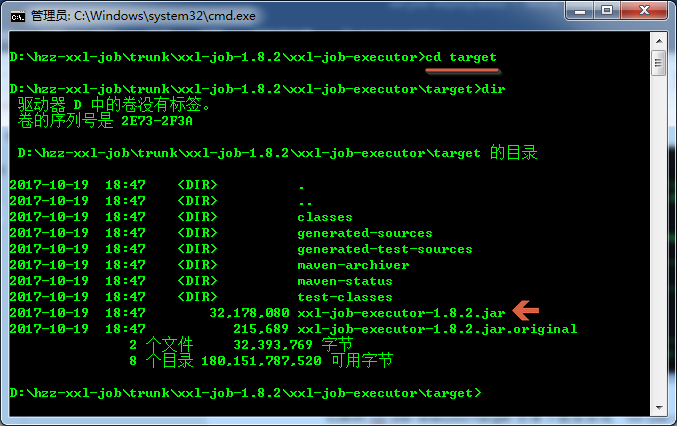 管理员: C:\Windows\system32\cmd.exe
D:\hzz-xxl-job\trunk\xxl-job-1.8.2\xxl-job-executor>cd target
D:\hzz-xxl-job\trunk\xxl-job-1.8.2\xxl-job-executor\target>dir
驱动器 D 中的卷没有标签。
卷的序列号是 2E73-2F3A
D:\hzz-xxl-job\trunk\xxl-job-1.8.2\xxl-job-executor\target 的目录
2017-10-19  18:47    <DIR>          .
2017-10-19  18:47    <DIR>          ..
2017-10-19  18:47    <DIR>          classes
2017-10-19  18:47    <DIR>          generated-sources
2017-10-19  18:47    <DIR>          generated-test-sources
2017-10-19  18:47    <DIR>          maven-archiver
2017-10-19  18:47    <DIR>          maven-status
2017-10-19  18:47    <DIR>          test-classes
2017-10-19  18:47        32,178,080 xxl-job-executor-1.8.2.jar
2017-10-19  18:47           215,689 xxl-job-executor-1.8.2.jar.original
2 个文件     32,393,769 字节
8 个目录 180,151,787,520 可用字节
D:\hzz-xxl-job\trunk\xxl-job-1.8.2\xxl-job-executor\target>